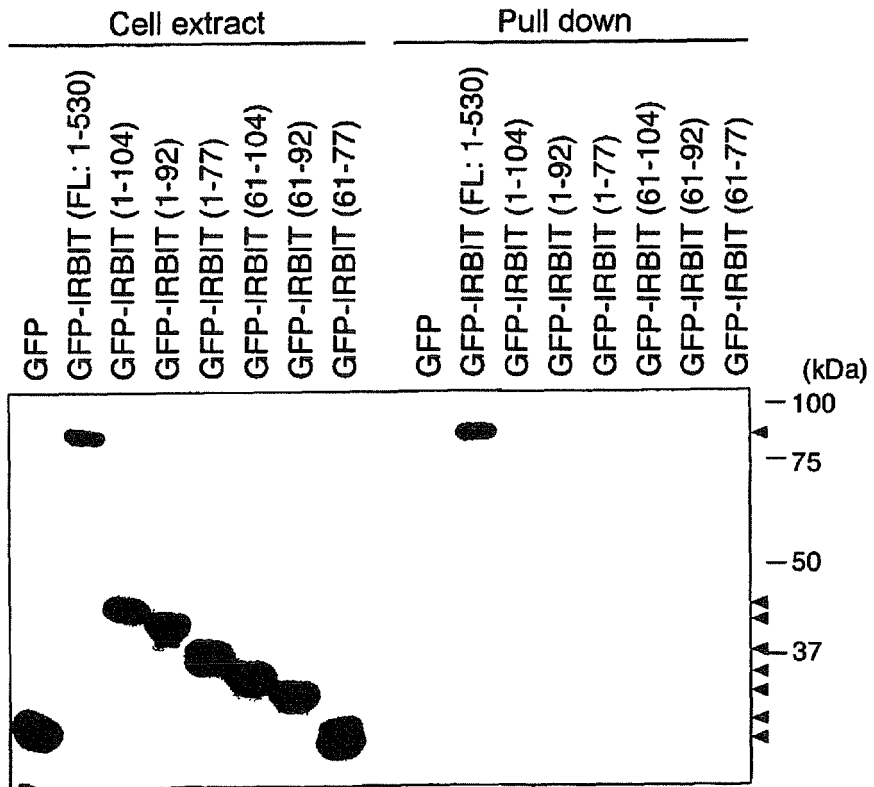 Cell extract
Pull down
GFP
GFP-IRBIT (FL: 1-530)
GFP-IRBIT (1-104)
GFP-IRBIT (1-92)
GFP-IRBIT (1-77)
GFP-IRBIT (61-104)
GFP-IRBIT (61-92)
GFP-IRBIT (61-77)
GFP
GFP-IRBIT (FL: 1-530)
GFP-IRBIT (1-104)
GFP-IRBIT (1-92)
GFP-IRBIT (1-77)
GFP-IRBIT (61-104)
GFP-IRBIT (61-92)
GFP-IRBIT (61-77)
(kDa)
100
75
50
37